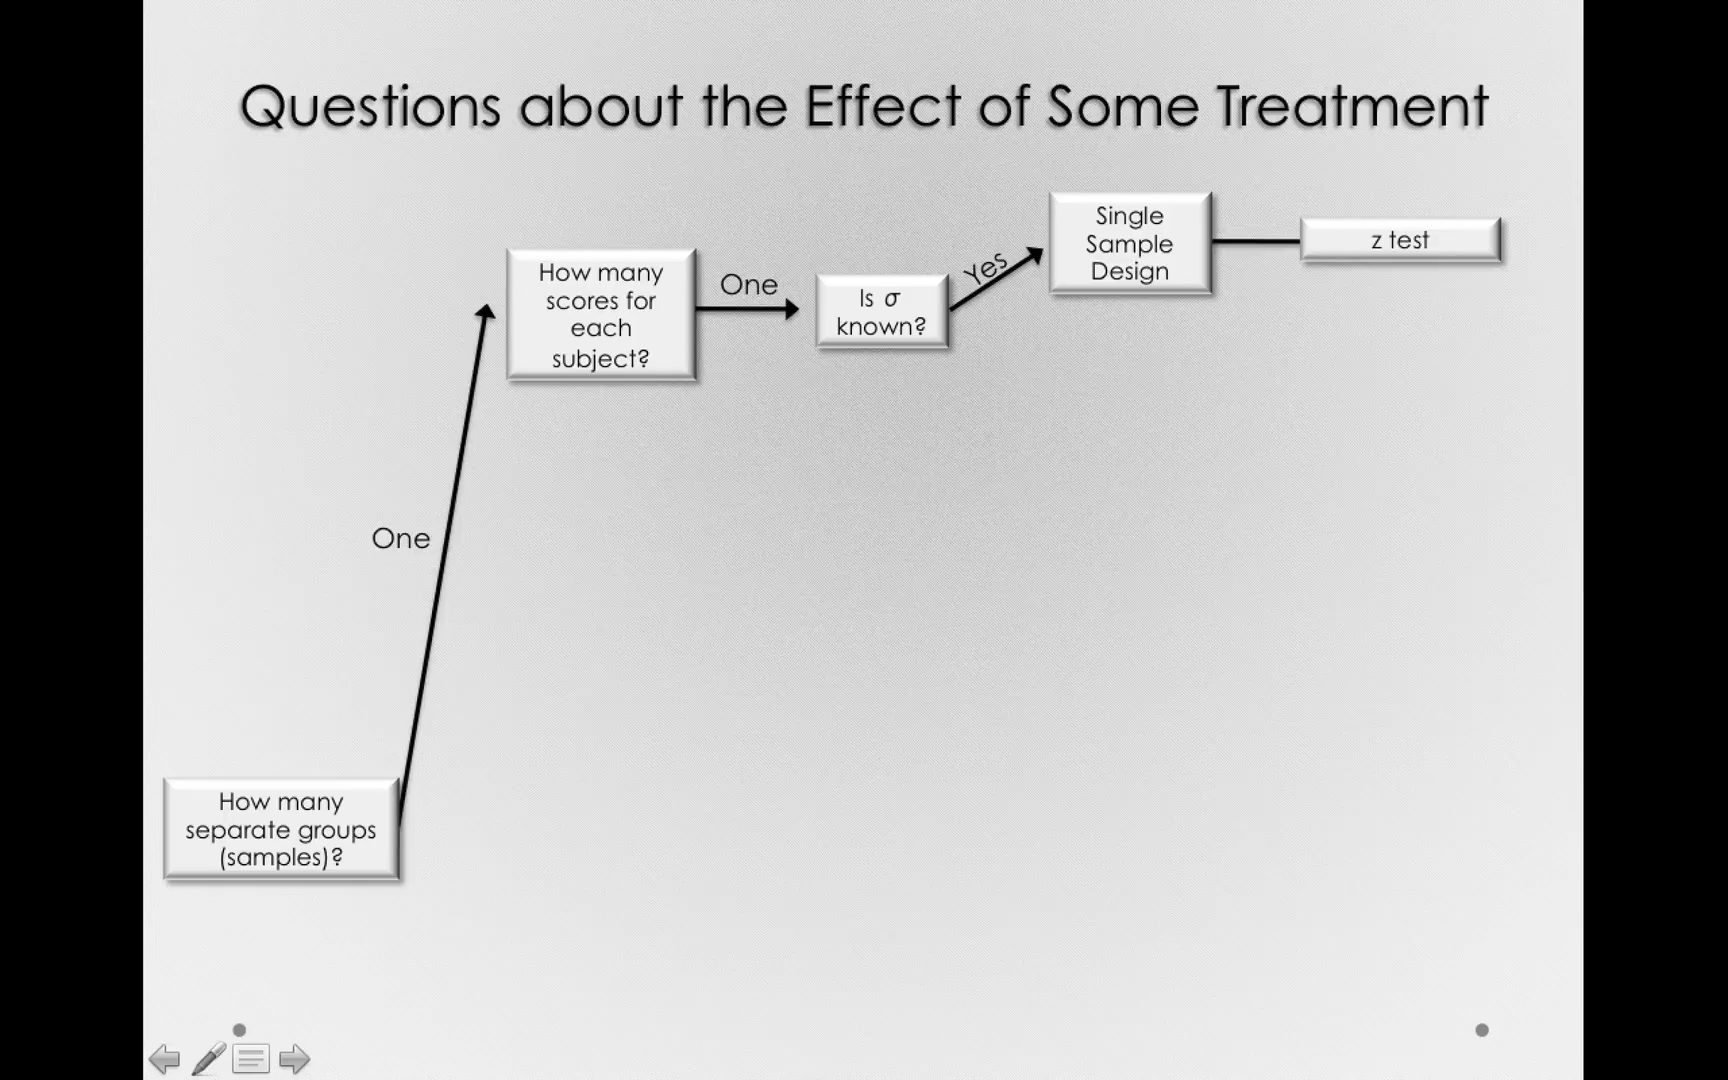 Questions about the Effect of Some Treatment
How many
separate groups
(samples)?
One
How many
scores for
each
subject?
One
Is σ
known?
Yes
Single
Sample
Design
z test